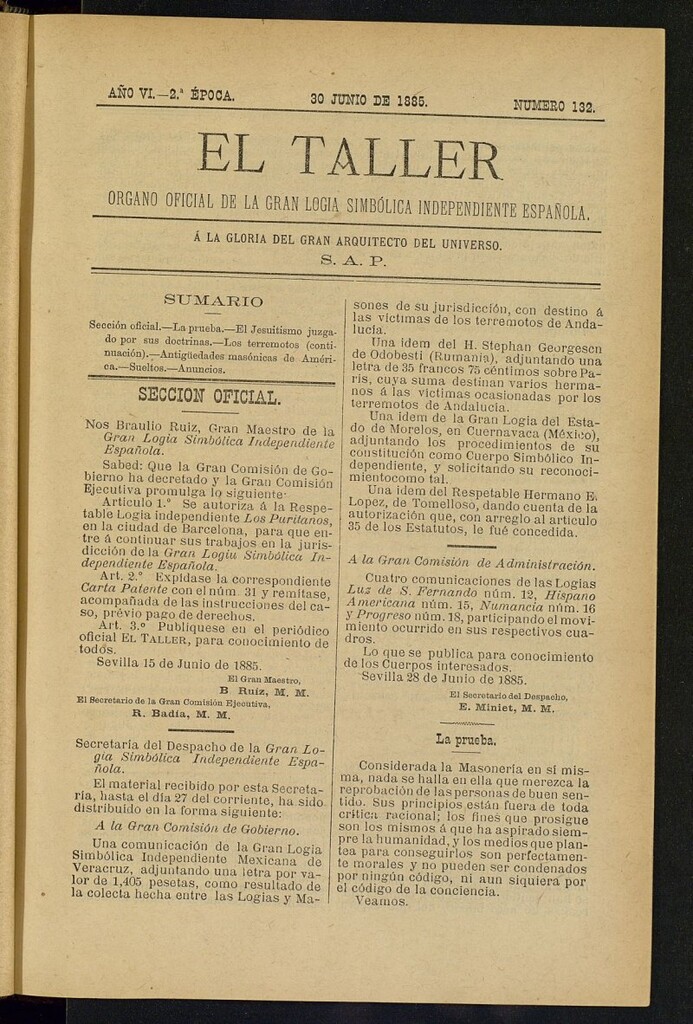 AÑO VI.—2.ª ÉPOCA. 30 JUNIO DE 1885. NUMERO 132.
EL TALLER
ORGANO OFICIAL DE LA GRAN LOGIA SIMBÓLICA INDEPENDIENTE ESPAÑOLA.
Á LA GLORIA DEL GRAN ARQUITECTO DEL UNIVERSO.
S. A. P.
SUMARIO
Sección oficial.—La prueba.—El Jesuitismo juzga-
do por sus doctrinas.—Los terremotos (conti-
nuación).—Antigüedades masónicas de Améri-
ca.—Sueltos.—Anuncios.
SECCION OFICIAL.
Nos Braulio Ruiz, Gran Maestro de la
Gran Logia Simbólica Independiente
Española.
Sabed: Que la Gran Comisión de Go-
bierno ha decretado y la Gran Comisión
Ejecutiva promulga lo siguiente:
Artículo 1.º Se autoriza á la Respe-
table Logia independiente Los Puritanos,
en la ciudad de Barcelona, para que en-
tre á continuar sus trabajos en la juris-
dicción de la Gran Logia Simbólica In-
dependiente Española.
Art. 2.º Expídase la correspondiente
Carta Patente con el núm. 31 y remítase,
acompañada de las instrucciones del ca-
so, prévio pago de derechos.
Art. 3.º Publíquese en el periódico
oficial EL TALLER, para conocimiento de
todos.
Sevilla 15 de Junio de 1885.
El Gran Maestro,
B Ruiz, M. M.
El Secretario de la Gran Comisión Ejecutiva,
R. Badía, M. M.
Secretaría del Despacho de la Gran Lo-
gia Simbólica Independiente Espa-
ñola.
El material recibido por esta Secreta-
ría, hasta el día 27 del corriente, ha sido
distribuido en la forma siguiente:
A la Gran Comisión de Gobierno.
Una comunicación de la Gran Logia
Simbólica Independiente Mexicana de
Veracruz, adjuntando una letra por va-
lor de 1,405 pesetas, como resultado de
la colecta hecha entre las Logias y Ma-
sones de su jurisdicción, con destino á
las víctimas de los terremotos de Anda-
lucía.
Una idem del H. Stephan Georgescn
de Odobesti (Rumanía), adjuntando una
letra de 35 francos 75 céntimos sobre Pa-
ris, cuya suma destinan varios herma-
nos á las víctimas ocasionadas por los
terremotos de Andalucía.
Una idem de la Gran Logia del Esta-
do de Morelos, en Cuernavaca (México),
adjuntando los procedimientos de su
constitución como Cuerpo Simbólico In-
dependiente, y solicitando su reconoci-
mientocomo tal.
Una idem del Respetable Hermano E.
Lopez, de Tomelloso, dando cuenta de la
autorización que, con arreglo al artículo
35 de los Estatutos, le fué concedida.
A la Gran Comisión de Administración.
Cuatro comunicaciones de las Logias
Luz de S. Fernando núm. 12, Hispano
Americana núm. 15, Numancia núm. 16
y Progreso núm. 18, participando el movi-
miento ocurrido en sus respectivos cua-
dros.
Lo que se publica para conocimiento
de los Cuerpos interesados.
Sevilla 28 de Junio de 1885.
El Secretario del Despacho,
E. Miniet, M. M.
La prueba.
Considerada la Masonería en sí mis-
ma, nada se halla en ella que merezca la
reprobación de las personas de buen sen-
tido. Sus principios están fuera de toda
crítica racional; los fines que prosigue
son los mismos á que ha aspirado siem-
pre la humanidad, y los medios que plan-
tea para conseguirlos son perfectamen-
te morales y no pueden ser condenados
por ningún código, ni aun siquiera por
el código de la conciencia.
Veamos.